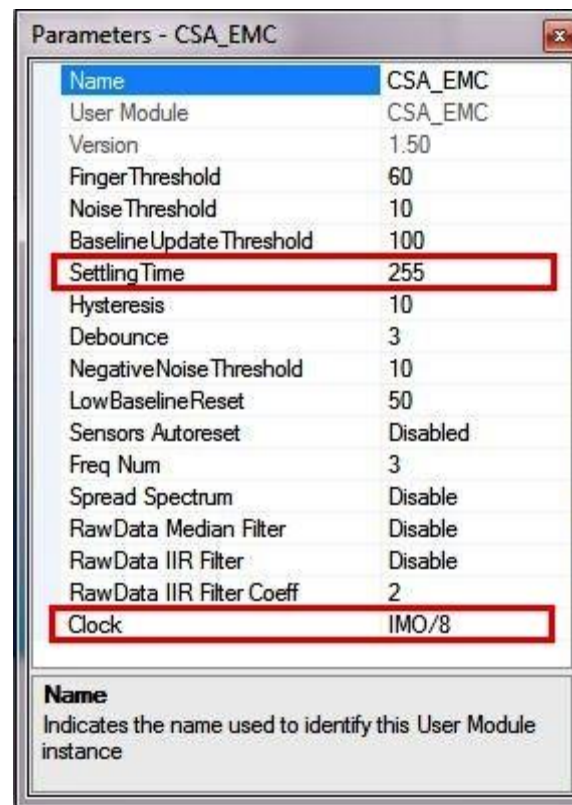 Parameters - CSA_EMC
Name CSA_EMC
User Module CSA_EMC
Version 1.50
FingerThreshold 60
NoiseThreshold 10
BaselineUpdateThreshold 100
SettlingTime 255
Hysteresis 10
Debounce 3
NegativeNoiseThreshold 10
LowBaselineReset 50
Sensors Autoreset Disabled
Freq Num 3
Spread Spectrum Disable
RawData Median Filter Disable
RawData IIR Filter Disable
RawData IIR Filter Coeff 2
Clock IMO/8
Name
Indicates the name used to identify this User Module
instance